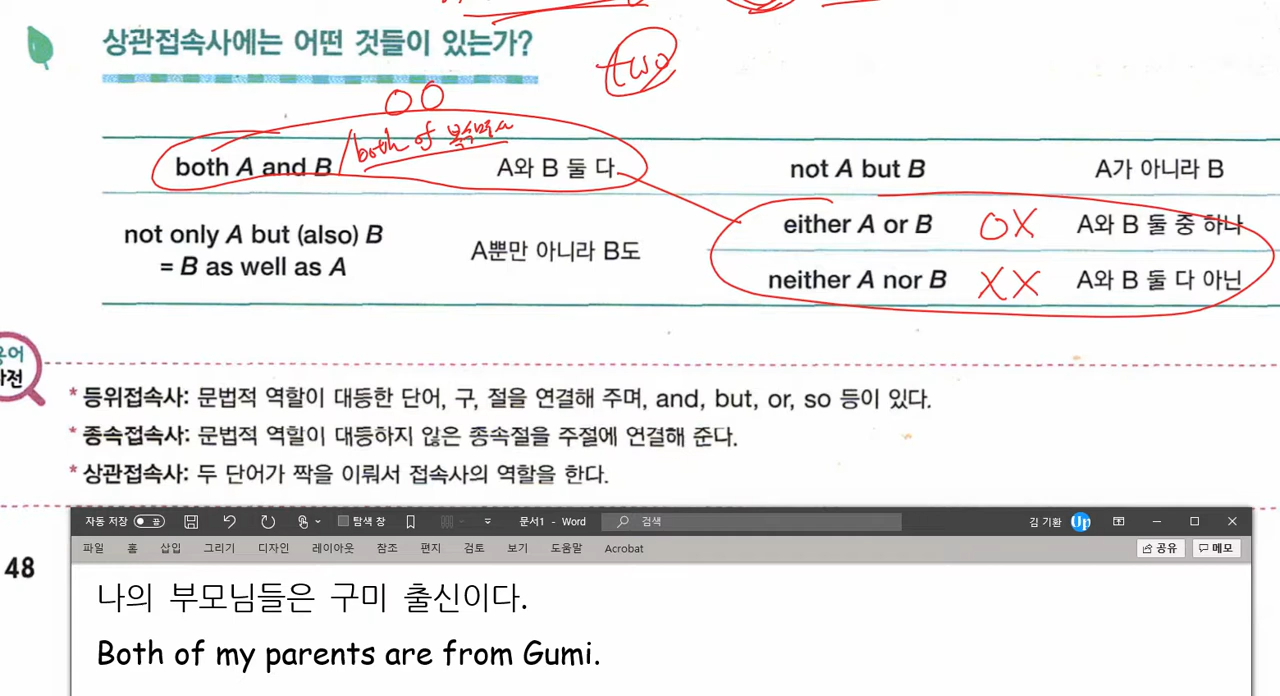 상관접속사에는 어떤 것들이 있는가?
two
OO
both of 복수명사
both A and B
A와 B 둘 다
not A but B
A가 아니라 B
not only A but (also) B
= B as well as A
A뿐만 아니라 B도
either A or B
OX
A와 B 둘 중 하나
neither A nor B
XX
A와 B 둘 다 아닌
용어
사전
* 등위접속사: 문법적 역할이 대등한 단어, 구, 절을 연결해 주며, and, but, or, so 등이 있다.
* 종속접속사: 문법적 역할이 대등하지 않은 종속절을 주절에 연결해 준다.
* 상관접속사: 두 단어가 짝을 이뤄서 접속사의 역할을 한다.
48
자동 저장 끔 탐색 창 문서1 - Word 검색 김 기환 Up
파일 홈 삽입 그리기 디자인 레이아웃 참조 편지 검토 보기 도움말 Acrobat 공유 메모
나의 부모님들은 구미 출신이다.
Both of my parents are from Gumi.